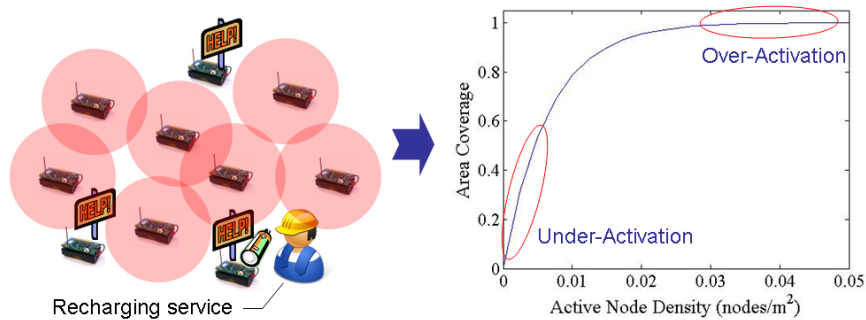 HELP!
HELP!
HELP!
Recharging service
1
0.8
0.6
0.4
0.2
0
0
0.01
0.02
0.03
0.04
0.05
Area Coverage
Active Node Density (nodes/m²)
Over-Activation
Under-Activation